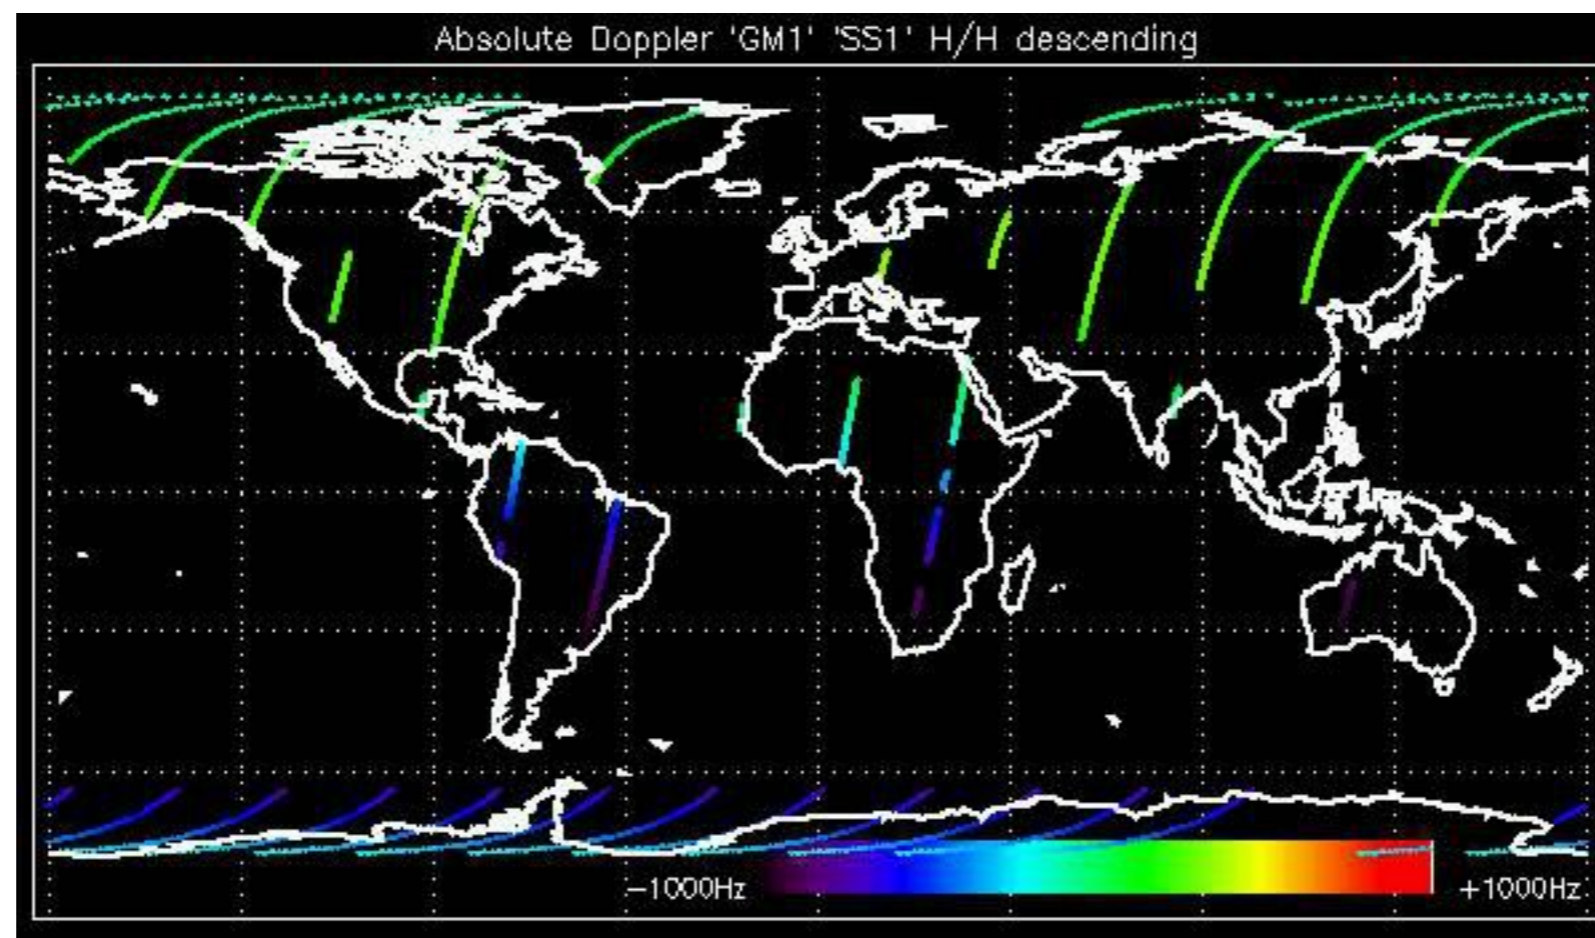 Absolute Doppler 'GM1' 'SS1' H/H descending
−1000Hz +1000Hz